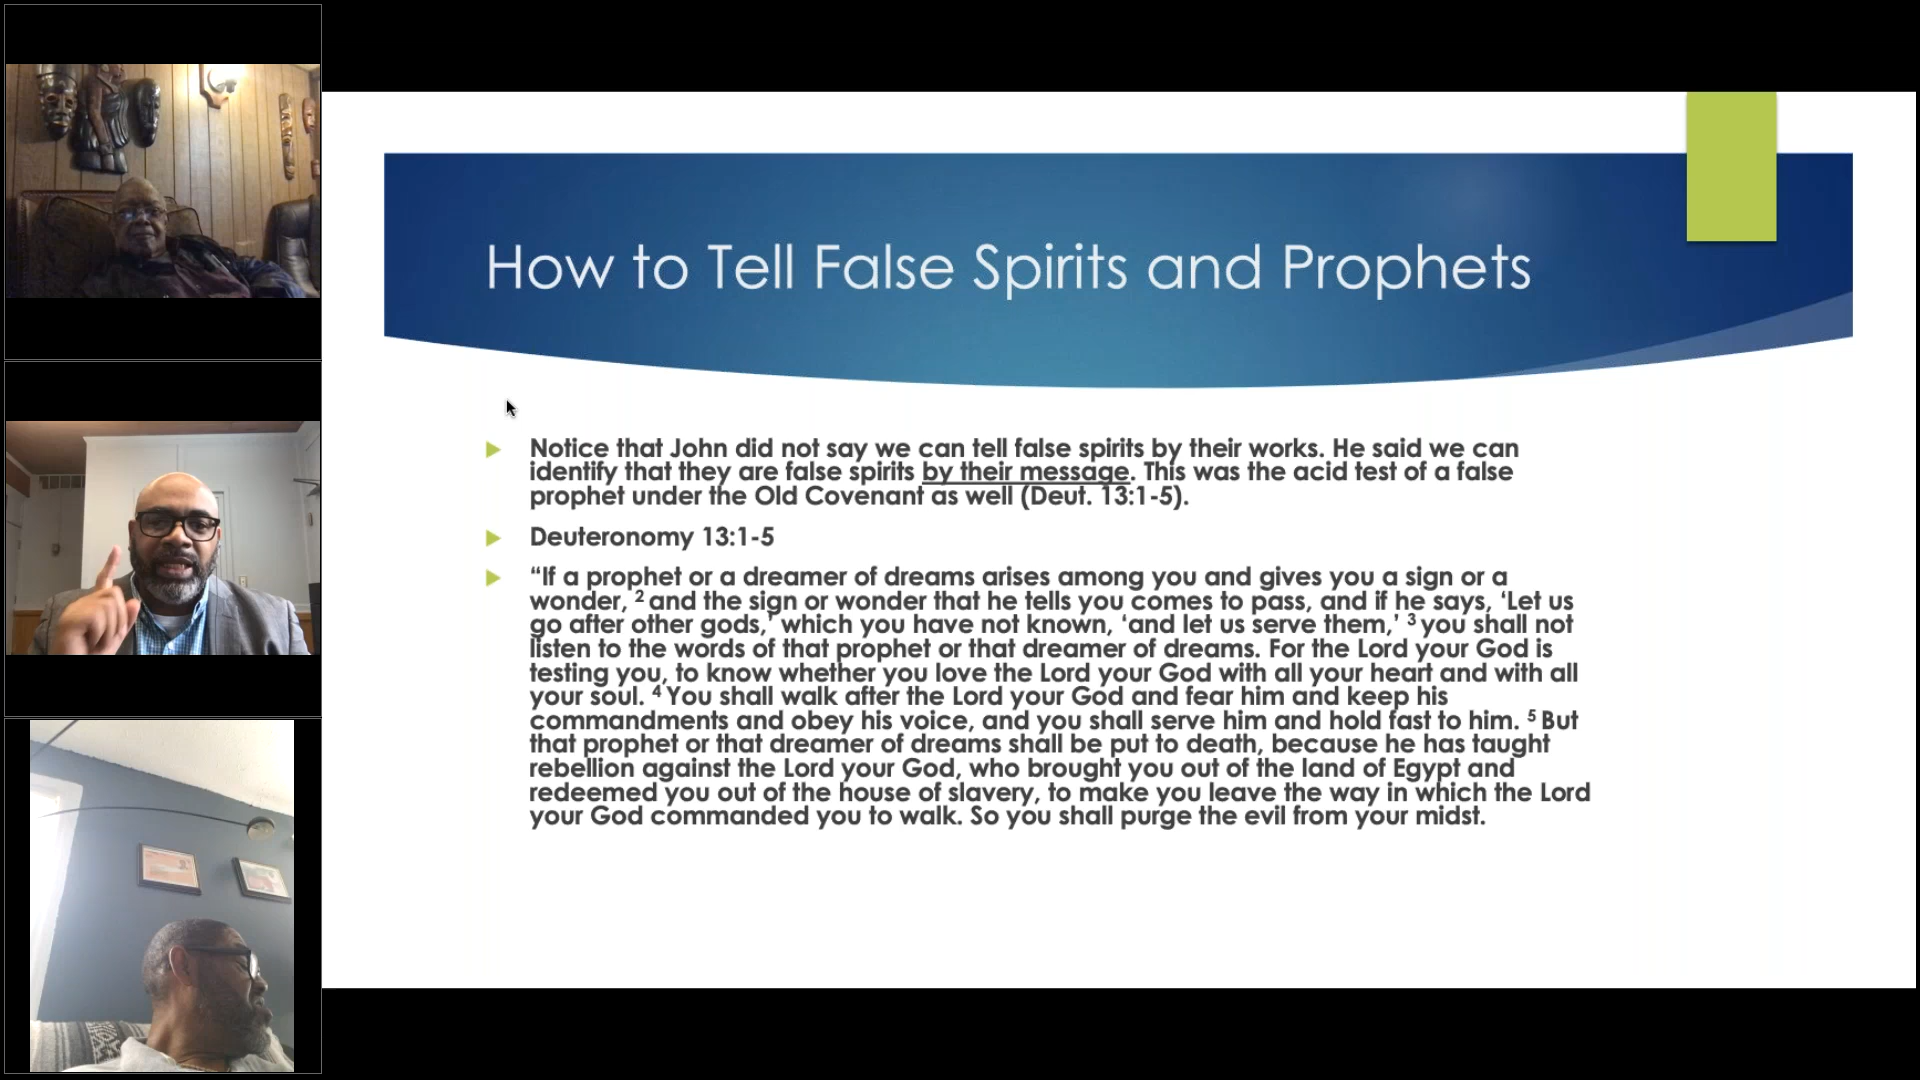 How to Tell False Spirits and Prophets
Notice that John did not say we can tell false spirits by their works. He said we can
identify that they are false spirits by their message. This was the acid test of a false
prophet under the Old Covenant as well (Deut. 13:1-5).
Deuteronomy 13:1-5
“If a prophet or a dreamer of dreams arises among you and gives you a sign or a
wonder, ² and the sign or wonder that he tells you comes to pass, and if he says, ‘Let us
go after other gods,’ which you have not known, ‘and let us serve them,’ ³ you shall not
listen to the words of that prophet or that dreamer of dreams. For the Lord your God is
testing you, to know whether you love the Lord your God with all your heart and with all
your soul. ⁴ You shall walk after the Lord your God and fear him and keep his
commandments and obey his voice, and you shall serve him and hold fast to him. ⁵ But
that prophet or that dreamer of dreams shall be put to death, because he has taught
rebellion against the Lord your God, who brought you out of the land of Egypt and
redeemed you out of the house of slavery, to make you leave the way in which the Lord
your God commanded you to walk. So you shall purge the evil from your midst.